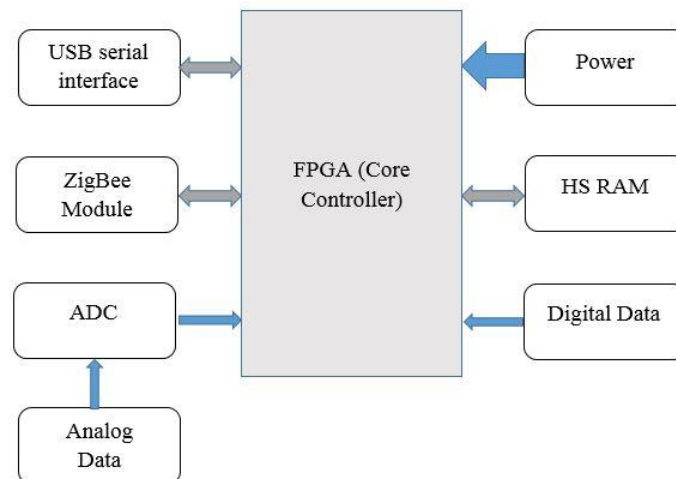 USB serial
interface
Power
ZigBee
Module
FPGA (Core
Controller)
HS RAM
ADC
Digital Data
Analog
Data